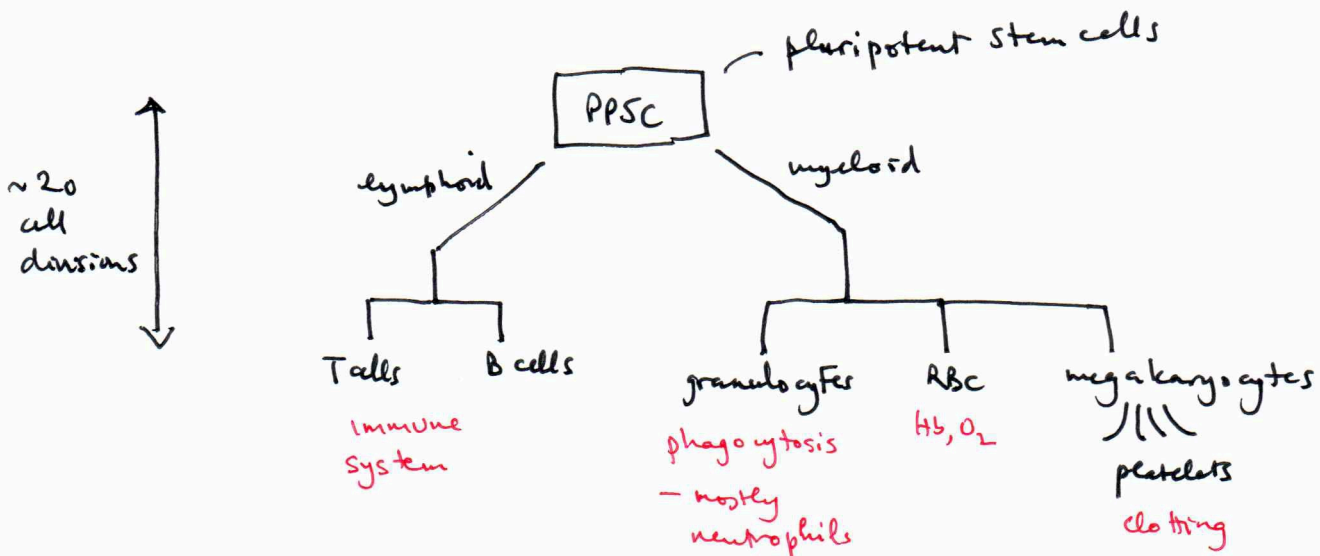 pluripotent stem cells
PPSC
lymphoid
myeloid
~20
cell
divisions
T cells
B cells
granulocytes
RBC
megakaryocytes
immune
system
phagocytosis
- mostly
neutrophils
Hb, O₂
platelets
clotting